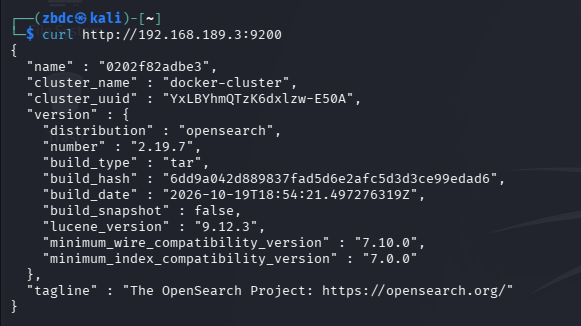 ┌──(zbdc㉿kali)-[~]
└─$ curl http://192.168.189.3:9200
{
  "name" : "0202f82adbe3",
  "cluster_name" : "docker-cluster",
  "cluster_uuid" : "YxLBYhmQTzK6dxlzw-E50A",
  "version" : {
    "distribution" : "opensearch",
    "number" : "2.19.7",
    "build_type" : "tar",
    "build_hash" : "6dd9a042d889837fad5d6e2afc5d3d3ce99edad6",
    "build_date" : "2026-10-19T18:54:21.497276319Z",
    "build_snapshot" : false,
    "lucene_version" : "9.12.3",
    "minimum_wire_compatibility_version" : "7.10.0",
    "minimum_index_compatibility_version" : "7.0.0"
  },
  "tagline" : "The OpenSearch Project: https://opensearch.org/"
}